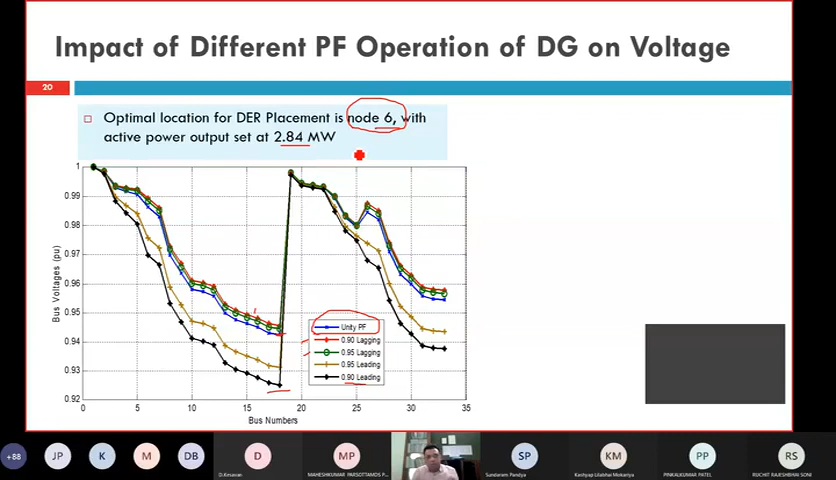 Impact of Different PF Operation of DG on Voltage
20
Optimal location for DER Placement is node 6, with
active power output set at 2.84 MW
1
0.99
0.98
0.97
0.96
0.95
0.94
0.93
0.92
Bus Voltages (pu)
Unity PF
0.90 Lagging
0.95 Lagging
0.95 Leading
0.90 Leading
0 5 10 15 20 25 30 35
Bus Numbers
+88 JP K M DB D MP SP KM PP RS
D.Kesavan MAHESHKUMAR PARSOTTAMDS P... Sundaram Pandya Kashyap Lilabhai Mokariya PINKALKUMAR PATEL RUCHIT RAJESHBHAI SONI